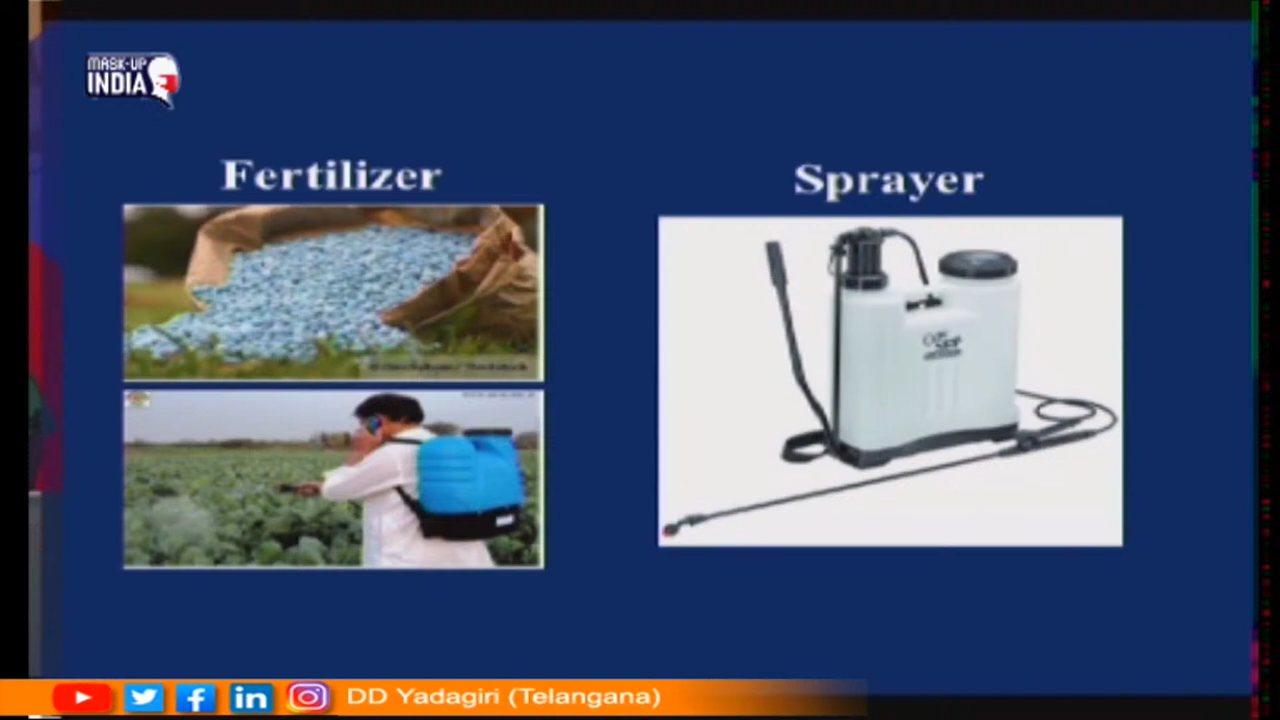 MASK-UP
INDIA
Fertilizer
Sprayer
DD Yadagiri (Telangana)